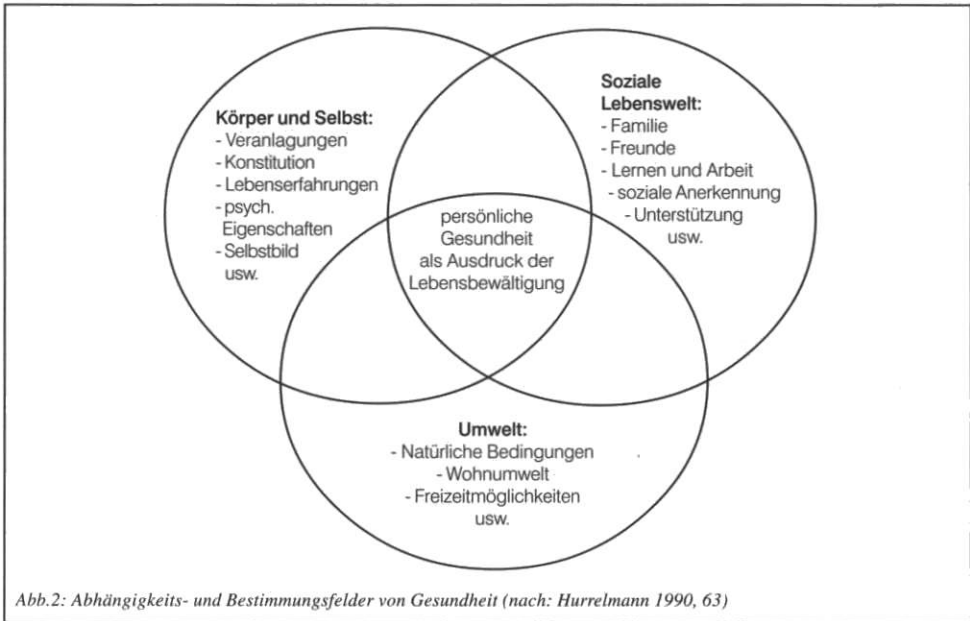 Körper und Selbst:
- Veranlagungen
- Konstitution
- Lebenserfahrungen
- psych.
Eigenschaften
- Selbstbild
usw.
Soziale
Lebenswelt:
- Familie
- Freunde
- Lernen und Arbeit
- soziale Anerkennung
- Unterstützung
usw.
persönliche
Gesundheit
als Ausdruck der
Lebensbewältigung
Umwelt:
- Natürliche Bedingungen
- Wohnumwelt
- Freizeitmöglichkeiten
usw.
Abb.2: Abhängigkeits- und Bestimmungsfelder von Gesundheit (nach: Hurrelmann 1990, 63)